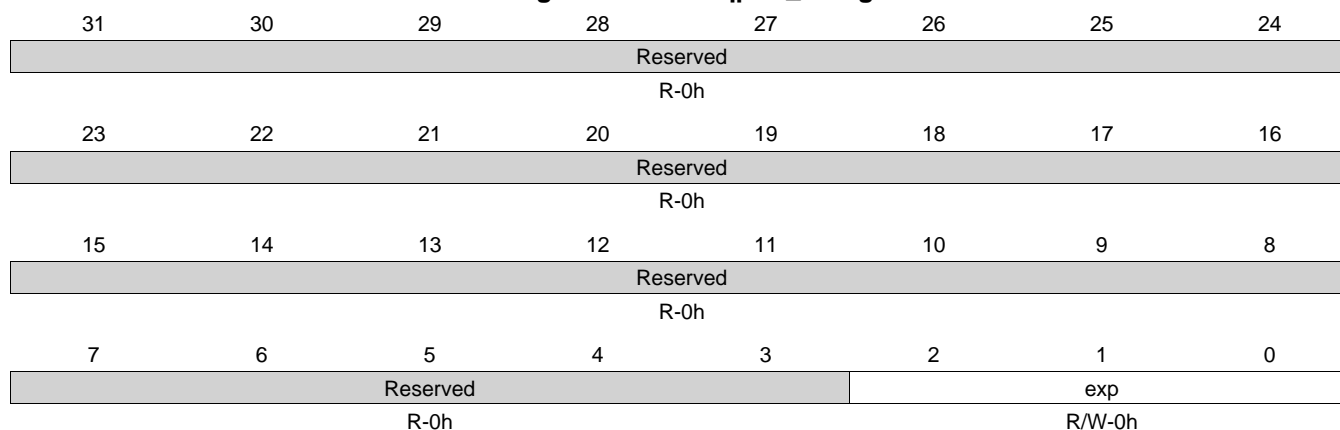 31 30 29 28 27 26 25 24
Reserved
R-0h
23 22 21 20 19 18 17 16
Reserved
R-0h
15 14 13 12 11 10 9 8
Reserved
R-0h
7 6 5 4 3 2 1 0
Reserved exp
R-0h R/W-0h